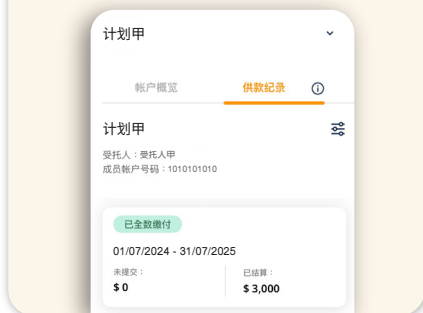 计划甲
帐户概览 供款纪录
计划甲
受托人：受托人甲
成员帐户号码：1010101010
已全数缴付
01/07/2024 - 31/07/2025
未提交： 已结算：
$ 0 $ 3,000